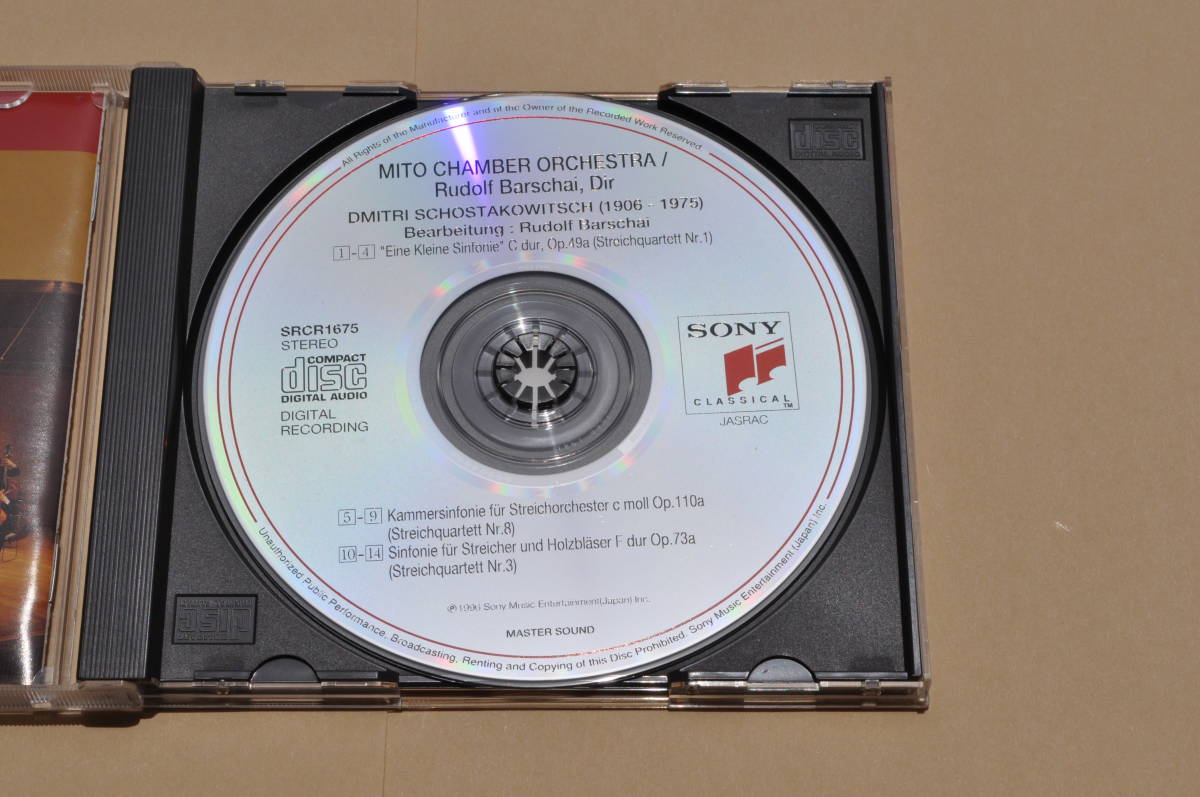 All Rights of the Manufacturer and of the Owner of the Recorded Work Reserved.
MITO CHAMBER ORCHESTRA /
Rudolf Barschai, Dir
DMITRI SCHOSTAKOWITSCH (1906 - 1975)
Bearbeitung : Rudolf Barschai
1-4 "Eine Kleine Sinfonie" C dur, Op.49a (Streichquartett Nr.1)
SRCR1675
STEREO
COMPACT
disc
DIGITAL AUDIO
DIGITAL
RECORDING
SONY
CLASSICAL TM
JASRAC
5-9 Kammersinfonie für Streichorchester c moll Op.110a
(Streichquartett Nr.8)
10-14 Sinfonie für Streicher und Holzbläser F dur Op.73a
(Streichquartett Nr.3)
℗1996 Sony Music Entertainment(Japan) Inc.
MASTER SOUND
Unauthorized Public Performance, Broadcasting, Renting and Copying of this Disc Prohibited. Sony Music Entertainment (Japan) Inc.
disc
DIGITAL AUDIO
disc